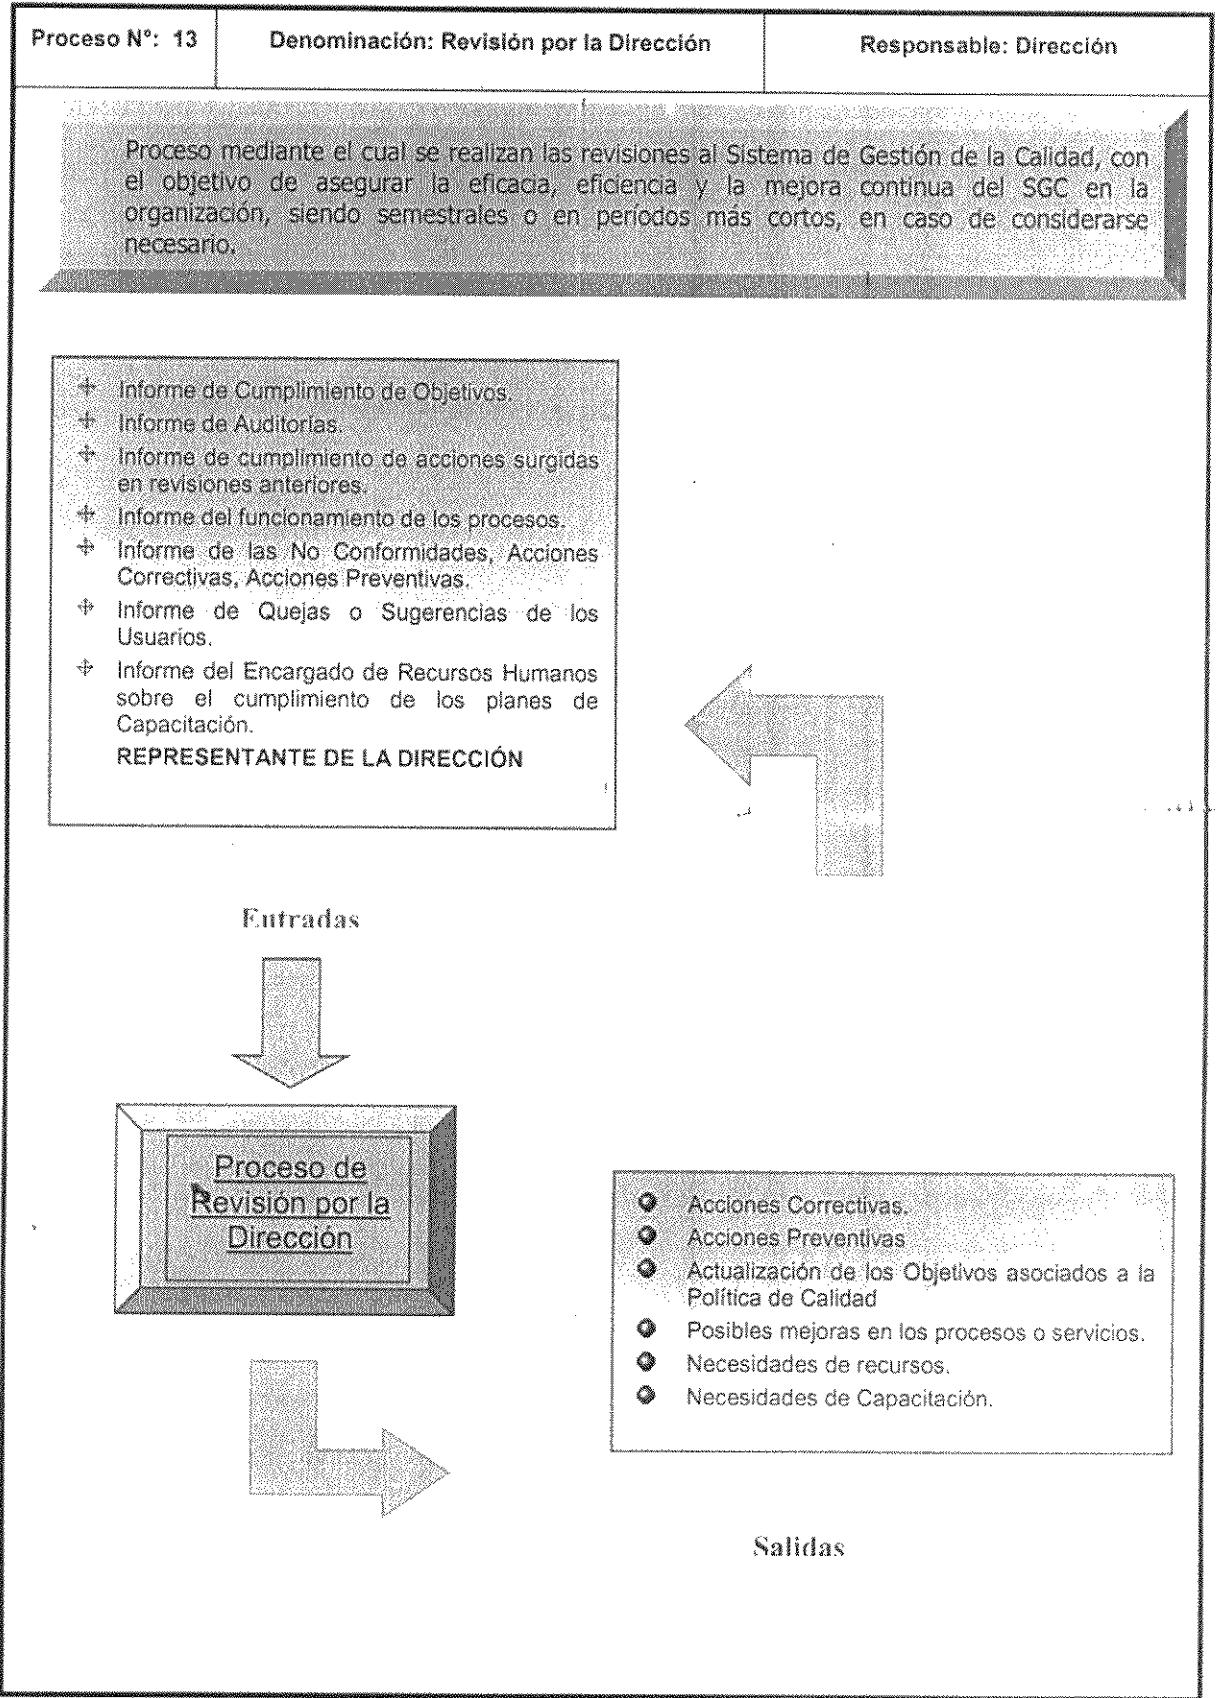 Proceso Nº: 13
Denominación: Revisión por la Dirección
Responsable: Dirección
Proceso mediante el cual se realizan las revisiones al Sistema de Gestión de la Calidad, con
el objetivo de asegurar la eficacia, eficiencia y la mejora continua del SGC en la
organización, siendo semestrales o en períodos más cortos, en caso de considerarse
necesario.
Informe de Cumplimiento de Objetivos.
Informe de Auditorías.
Informe de cumplimiento de acciones surgidas
en revisiones anteriores.
Informe del funcionamiento de los procesos.
Informe de las No Conformidades, Acciones
Correctivas, Acciones Preventivas.
Informe de Quejas o Sugerencias de los
Usuarios.
Informe del Encargado de Recursos Humanos
sobre el cumplimiento de los planes de
Capacitación.
REPRESENTANTE DE LA DIRECCIÓN
Entradas
Proceso de
Revisión por la
Dirección
Acciones Correctivas.
Acciones Preventivas
Actualización de los Objetivos asociados a la
Política de Calidad
Posibles mejoras en los procesos o servicios.
Necesidades de recursos.
Necesidades de Capacitación.
Salidas